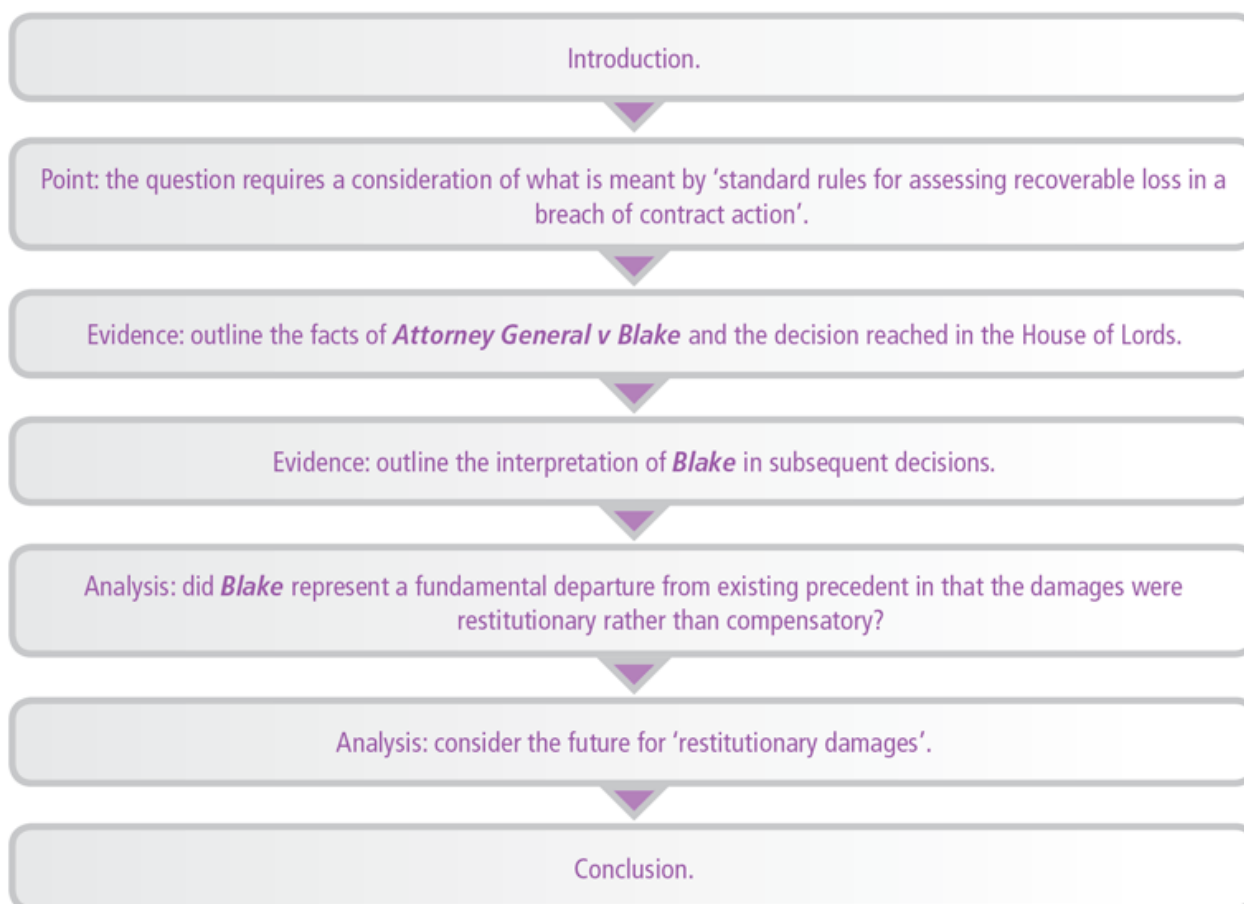 Introduction.
Point: the question requires a consideration of what is meant by ‘standard rules for assessing recoverable loss in a
breach of contract action’.
Evidence: outline the facts of Attorney General v Blake and the decision reached in the House of Lords.
Evidence: outline the interpretation of Blake in subsequent decisions.
Analysis: did Blake represent a fundamental departure from existing precedent in that the damages were
restitutionary rather than compensatory?
Analysis: consider the future for ‘restitutionary damages’.
Conclusion.